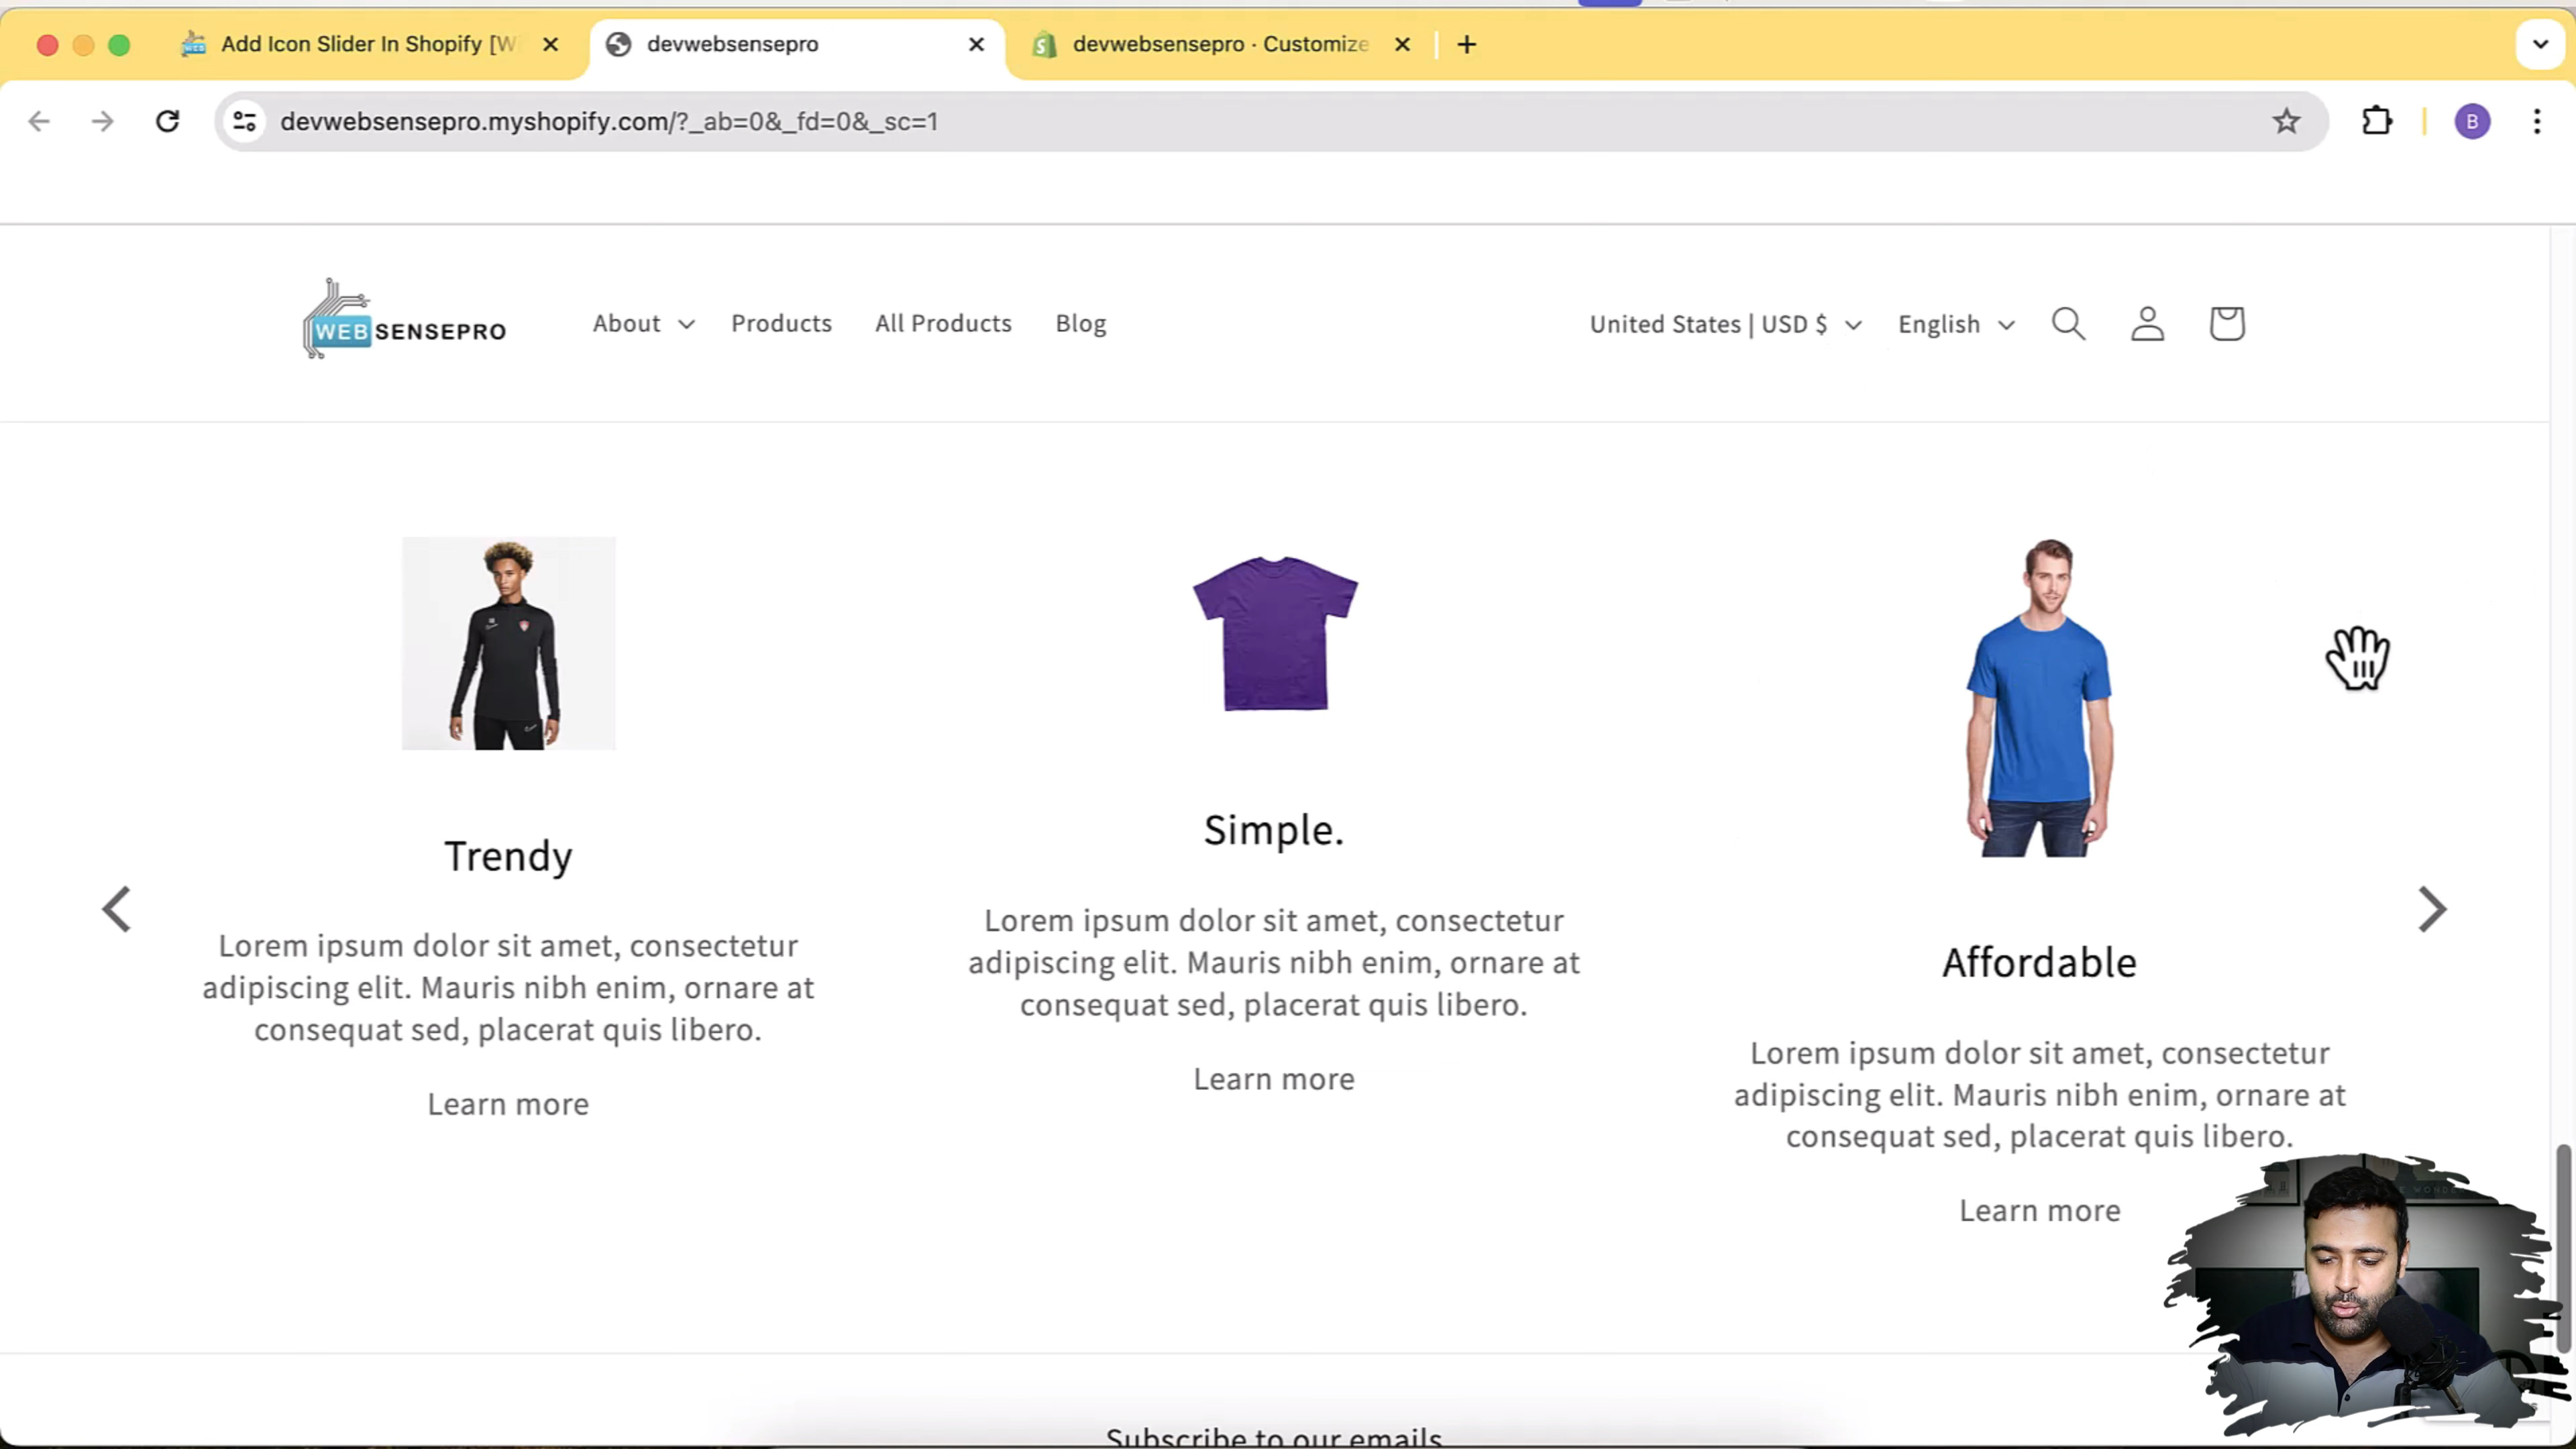 Add Icon Slider In Shopify [Wi
devwebsensepro
devwebsensepro · Customize
devwebsensepro.myshopify.com/?_ab=0&_fd=0&_sc=1
B
WEBSENSEPRO
About
Products
All Products
Blog
United States | USD $
English
Trendy
Lorem ipsum dolor sit amet, consectetur
adipiscing elit. Mauris nibh enim, ornare at
consequat sed, placerat quis libero.
Learn more
Simple.
Lorem ipsum dolor sit amet, consectetur
adipiscing elit. Mauris nibh enim, ornare at
consequat sed, placerat quis libero.
Learn more
Affordable
Lorem ipsum dolor sit amet, consectetur
adipiscing elit. Mauris nibh enim, ornare at
consequat sed, placerat quis libero.
Learn more
Subscribe to our emails